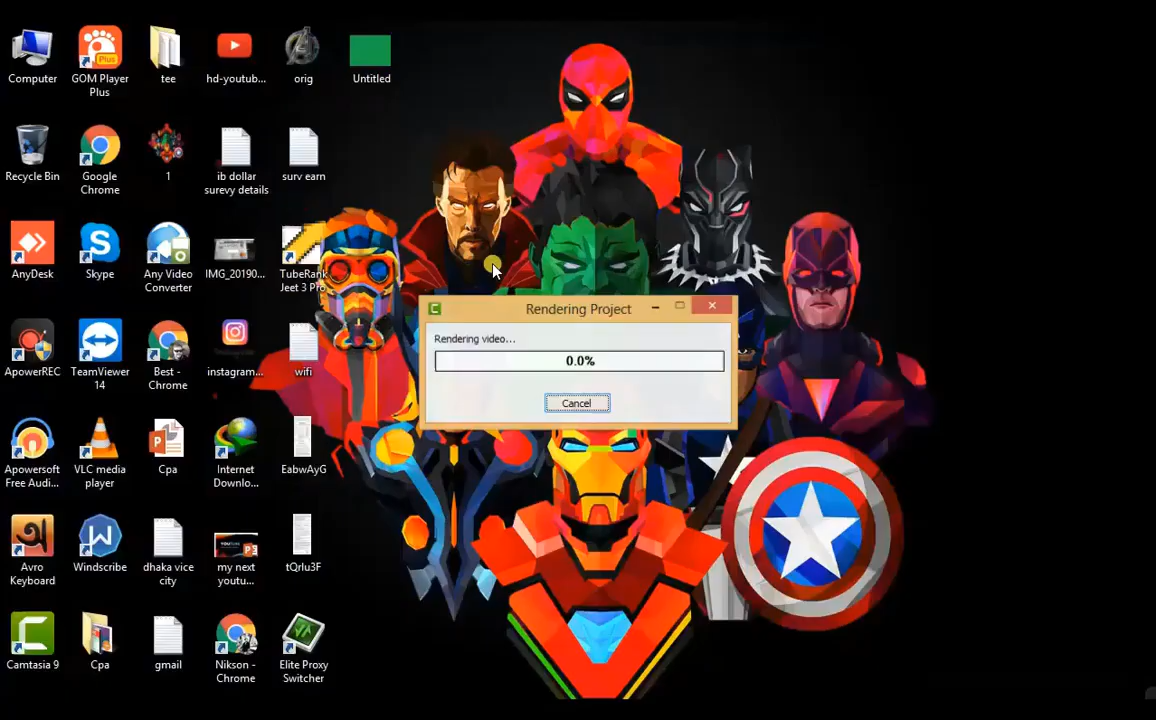 Computer
GOM Player
Plus
tee
hd-youtub...
orig
Untitled
Recycle Bin
Google
Chrome
1
ib dollar
surevy details
surv earn
AnyDesk
Skype
Any Video
Converter
IMG_20190...
TubeRank
Jeet 3 Pro
Rendering Project
Rendering video...
0.0%
Cancel
ApowerREC
TeamViewer
14
Best -
Chrome
instagram...
wifi
Apowersoft
Free Audi...
VLC media
player
Cpa
Internet
Downlo...
EabwAyG
Avro
Keyboard
Windscribe
dhaka vice
city
my next
youtu...
tQrlu3F
Camtasia 9
Cpa
gmail
Nikson -
Chrome
Elite Proxy
Switcher